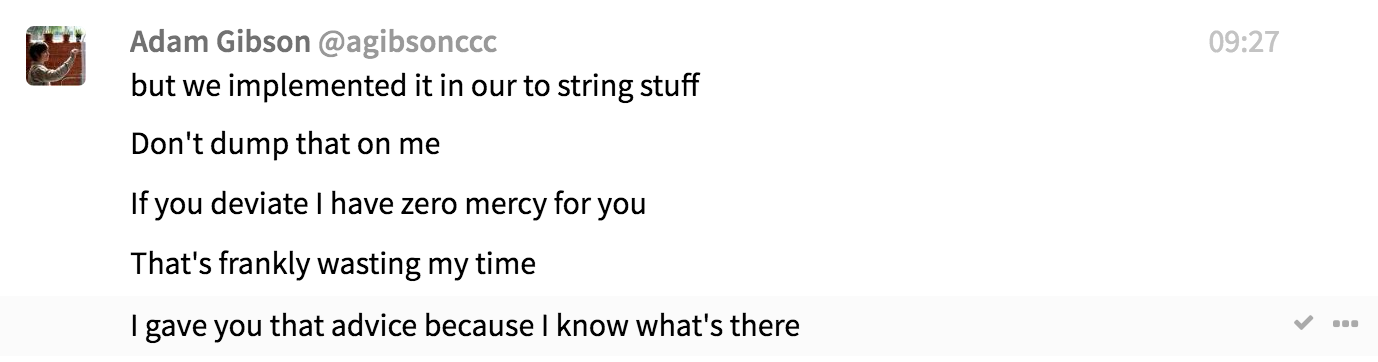 Adam Gibson @agibsonccc 09:27
but we implemented it in our to string stuff
Don't dump that on me
If you deviate I have zero mercy for you
That's frankly wasting my time
I gave you that advice because I know what's there